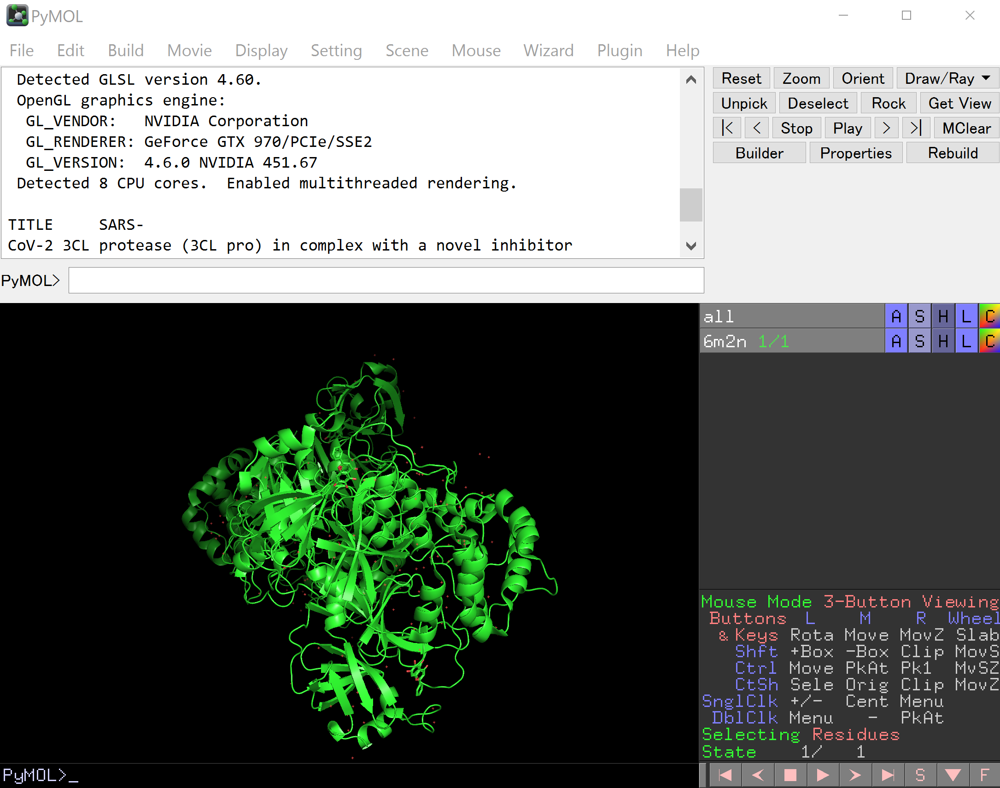 PyMOL
File Edit Build Movie Display Setting Scene Mouse Wizard Plugin Help
Detected GLSL version 4.60.
OpenGL graphics engine:
GL_VENDOR: NVIDIA Corporation
GL_RENDERER: GeForce GTX 970/PCIe/SSE2
GL_VERSION: 4.6.0 NVIDIA 451.67
Detected 8 CPU cores. Enabled multithreaded rendering.
TITLE SARS-
CoV-2 3CL protease (3CL pro) in complex with a novel inhibitor
PyMOL>
Reset Zoom Orient Draw/Ray
Unpick Deselect Rock Get View
|< < Stop Play > >| MClear
Builder Properties Rebuild
all A S H L C
6m2n 1/1 A S H L C
Mouse Mode 3-Button Viewing
Buttons L M R Wheel
& Keys Rota Move MovZ Slab
Shft +Box -Box Clip MovS
Ctrl Move PkAt Pk1 MvSZ
CtSh Sele Orig Clip MovZ
SnglClk +/- Cent Menu
DblClk Menu - PkAt
Selecting Residues
State 1/ 1
S F
PyMOL>_